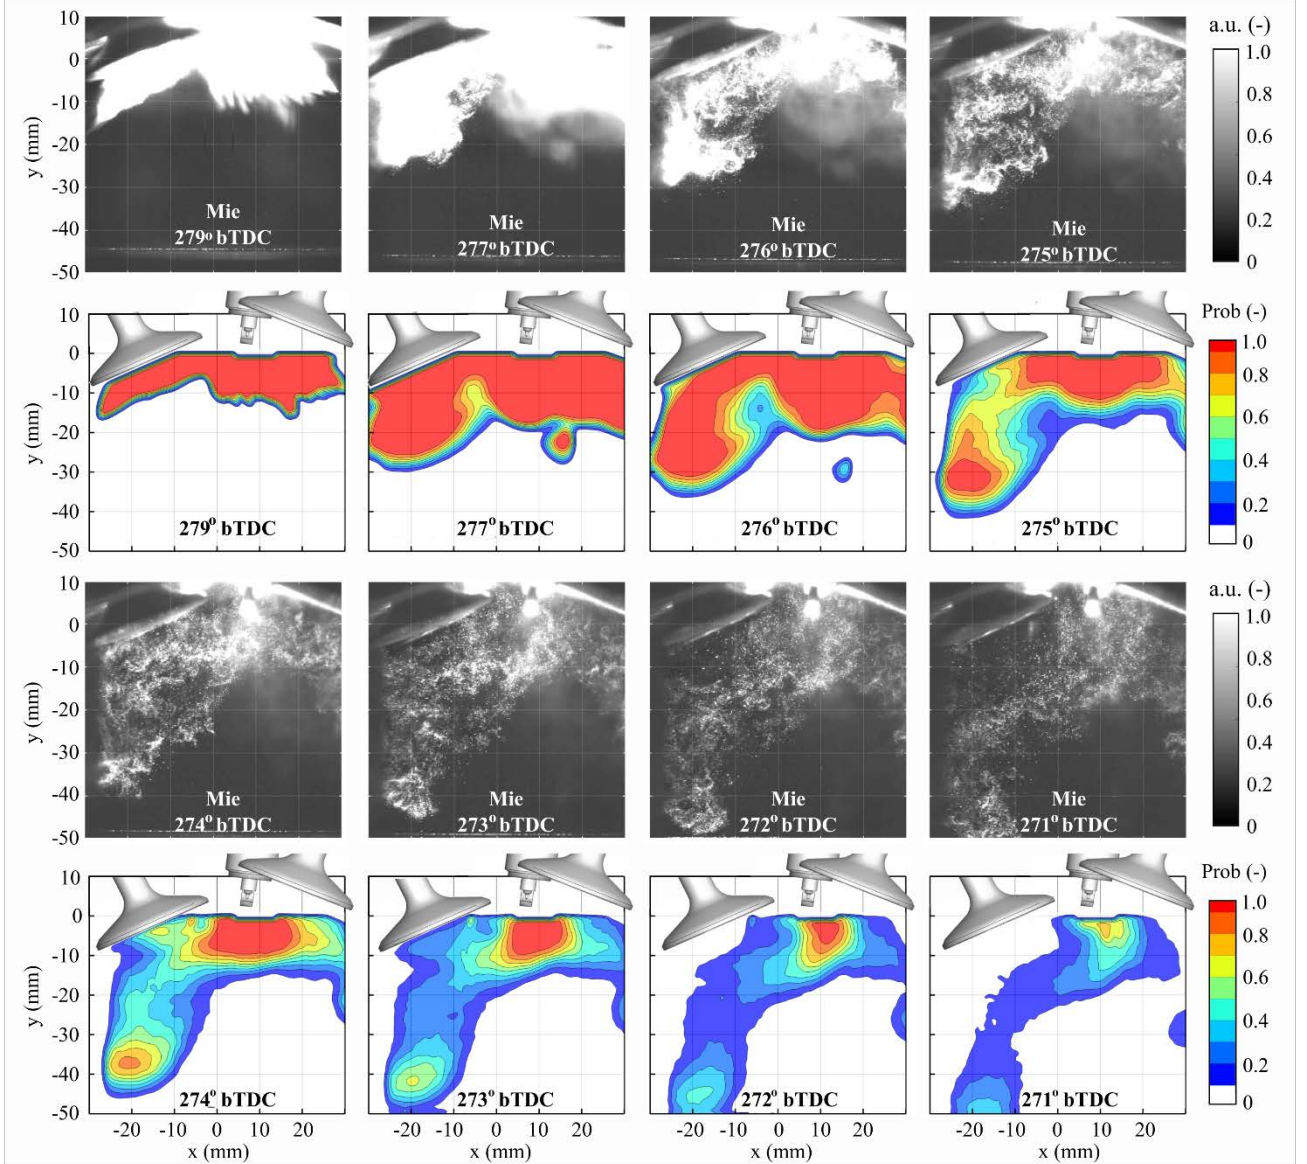 a.u. (-)
10
0
-10
-20
-30
-40
-50
y (mm)
Mie
279° bTDC
Mie
277° bTDC
Mie
276° bTDC
Mie
275° bTDC
1.0
0.8
0.6
0.4
0.2
0
Prob (-)
10
0
-10
-20
-30
-40
-50
y (mm)
279° bTDC
277° bTDC
276° bTDC
275° bTDC
1.0
0.8
0.6
0.4
0.2
0
a.u. (-)
10
0
-10
-20
-30
-40
-50
y (mm)
Mie
274° bTDC
Mie
273° bTDC
Mie
272° bTDC
Mie
271° bTDC
1.0
0.8
0.6
0.4
0.2
0
Prob (-)
10
0
-10
-20
-30
-40
-50
y (mm)
274° bTDC
273° bTDC
272° bTDC
271° bTDC
1.0
0.8
0.6
0.4
0.2
0
-20 -10 0 10 20 -20 -10 0 10 20 -20 -10 0 10 20 -20 -10 0 10 20
x (mm) x (mm) x (mm) x (mm)